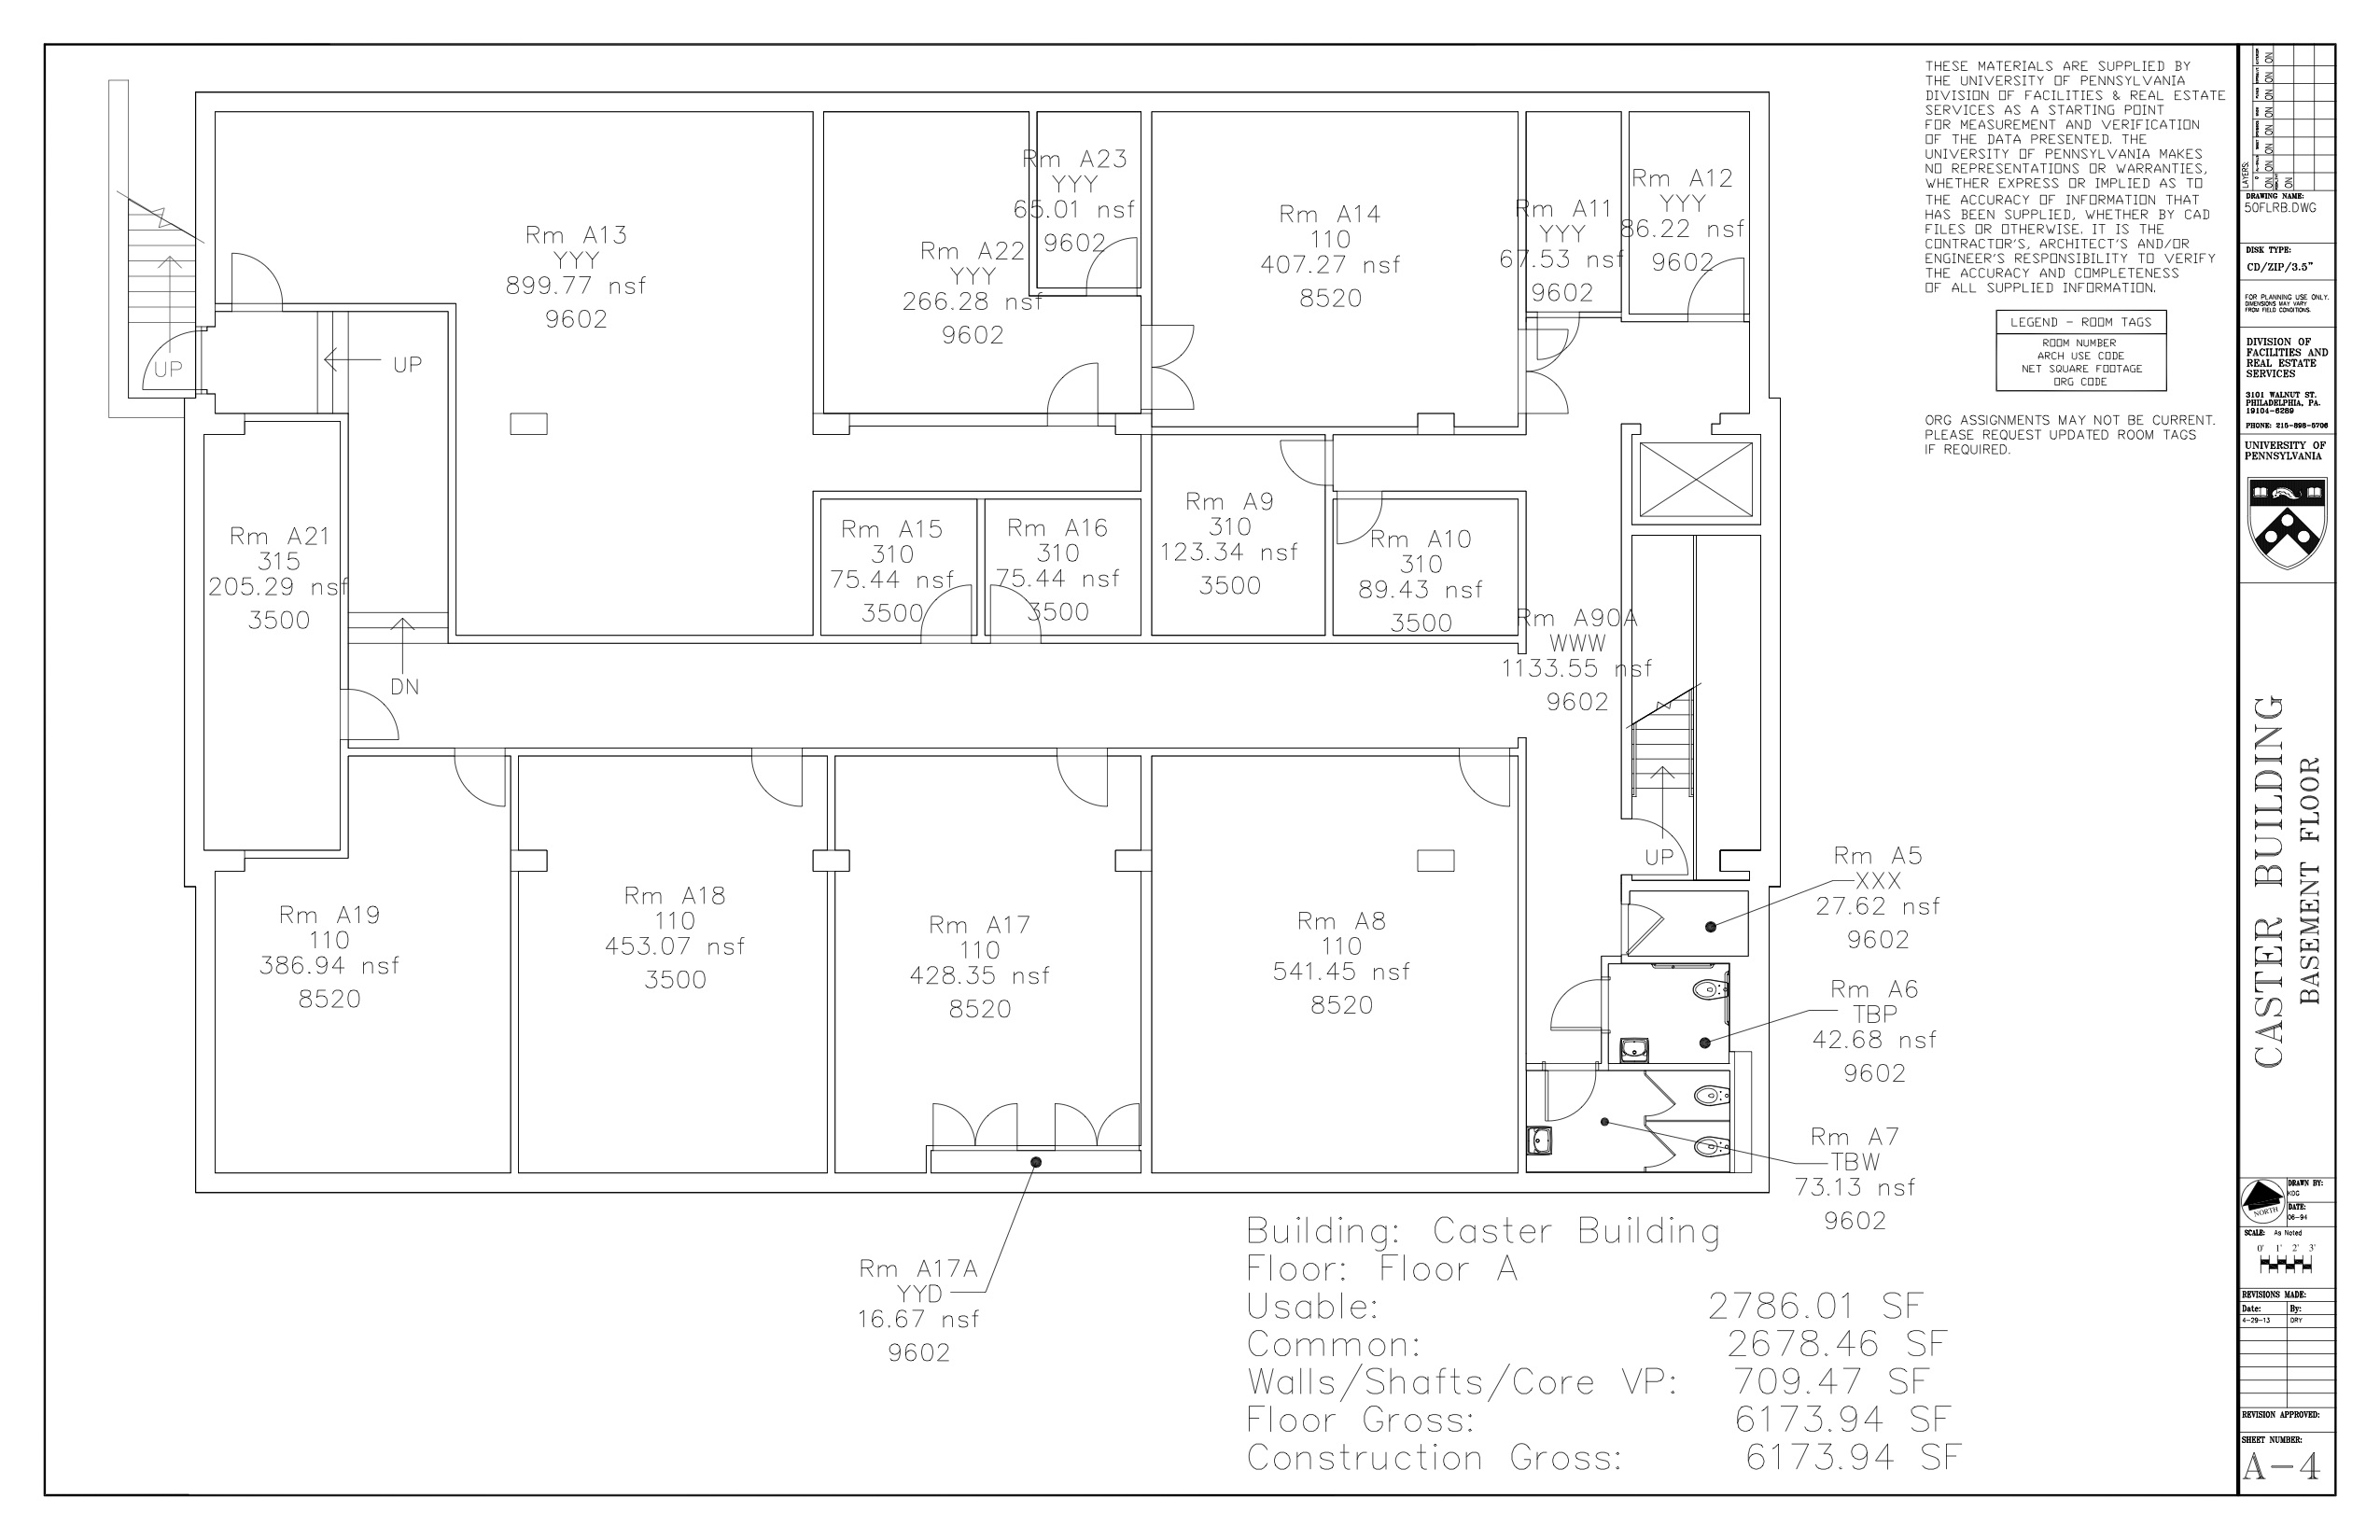 THESE MATERIALS ARE SUPPLIED BY
THE UNIVERSITY OF PENNSYLVANIA
DIVISION OF FACILITIES & REAL ESTATE
SERVICES AS A STARTING POINT
FOR MEASUREMENT AND VERIFICATION
OF THE DATA PRESENTED. THE
UNIVERSITY OF PENNSYLVANIA MAKES
NO REPRESENTATIONS OR WARRANTIES,
WHETHER EXPRESS OR IMPLIED AS TO
THE ACCURACY OF INFORMATION THAT
HAS BEEN SUPPLIED, WHETHER BY CAD
FILES OR OTHERWISE. IT IS THE
CONTRACTOR'S, ARCHITECT'S AND/OR
ENGINEER'S RESPONSIBILITY TO VERIFY
THE ACCURACY AND COMPLETENESS
OF ALL SUPPLIED INFORMATION.
LEGEND - ROOM TAGS
ROOM NUMBER
ARCH USE CODE
NET SQUARE FOOTAGE
ORG CODE
ORG ASSIGNMENTS MAY NOT BE CURRENT.
PLEASE REQUEST UPDATED ROOM TAGS
IF REQUIRED.
Rm A13
YYY
899.77 nsf
9602
Rm A22
YYY
266.28 nsf
9602
Rm A23
YYY
65.01 nsf
9602
Rm A14
110
407.27 nsf
8520
Rm A11
YYY
67.53 nsf
9602
Rm A12
YYY
86.22 nsf
9602
UP
UP
Rm A21
315
205.29 nsf
3500
Rm A15
310
75.44 nsf
3500
Rm A16
310
75.44 nsf
3500
Rm A9
310
123.34 nsf
3500
Rm A10
310
89.43 nsf
3500
Rm A90A
WWW
1133.55 nsf
9602
DN
UP
Rm A19
110
386.94 nsf
8520
Rm A18
110
453.07 nsf
3500
Rm A17
110
428.35 nsf
8520
Rm A8
110
541.45 nsf
8520
Rm A5
XXX
27.62 nsf
9602
Rm A6
TBP
42.68 nsf
9602
Rm A7
TBW
73.13 nsf
9602
Rm A17A
YYD
16.67 nsf
9602
Building: Caster Building
Floor: Floor A
Usable: 2786.01 SF
Common: 2678.46 SF
Walls/Shafts/Core VP: 709.47 SF
Floor Gross: 6173.94 SF
Construction Gross: 6173.94 SF
LAYERS:
ON ON ON ON ON ON ON
ON
DRAWING NAME:
50FLRB.DWG
DISK TYPE:
CD/ZIP/3.5"
FOR PLANNING USE ONLY.
DIMENSIONS MAY VARY
FROM FIELD CONDITIONS.
DIVISION OF
FACILITIES AND
REAL ESTATE
SERVICES
3101 WALNUT ST.
PHILADELPHIA, PA.
19104-6289
PHONE: 215-898-5706
UNIVERSITY OF
PENNSYLVANIA
CASTER BUILDING
BASEMENT FLOOR
NORTH
DRAWN BY:
KDG
DATE:
06-94
SCALE: As Noted
0' 1' 2' 3'
REVISIONS MADE:
Date: By:
4-29-13 DRY
REVISION APPROVED:
SHEET NUMBER:
A-4